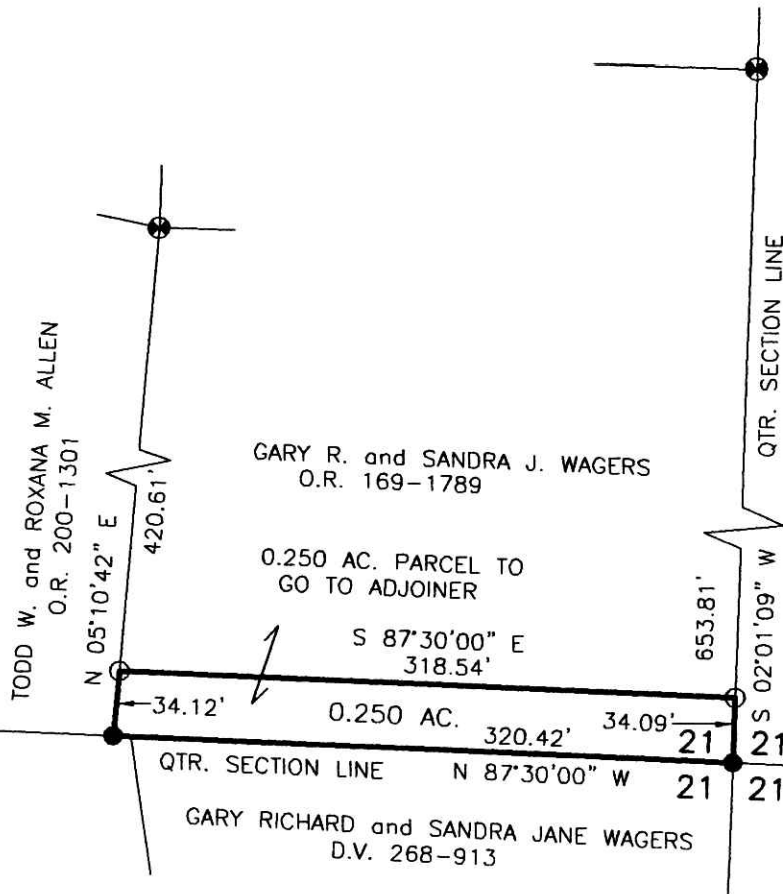 QTR. SECTION LINE
TODD W. and ROXANA M. ALLEN
O.R. 200-1301
N 05°10'42" E
420.61'
GARY R. and SANDRA J. WAGERS
O.R. 169-1789
0.250 AC. PARCEL TO
GO TO ADJOINER
S 87°30'00" E
318.54'
653.81'
S 02°01'09" W
34.12'
0.250 AC.
34.09'
320.42'
21 21
QTR. SECTION LINE N 87°30'00" W
21 21
GARY RICHARD and SANDRA JANE WAGERS
D.V. 268-913